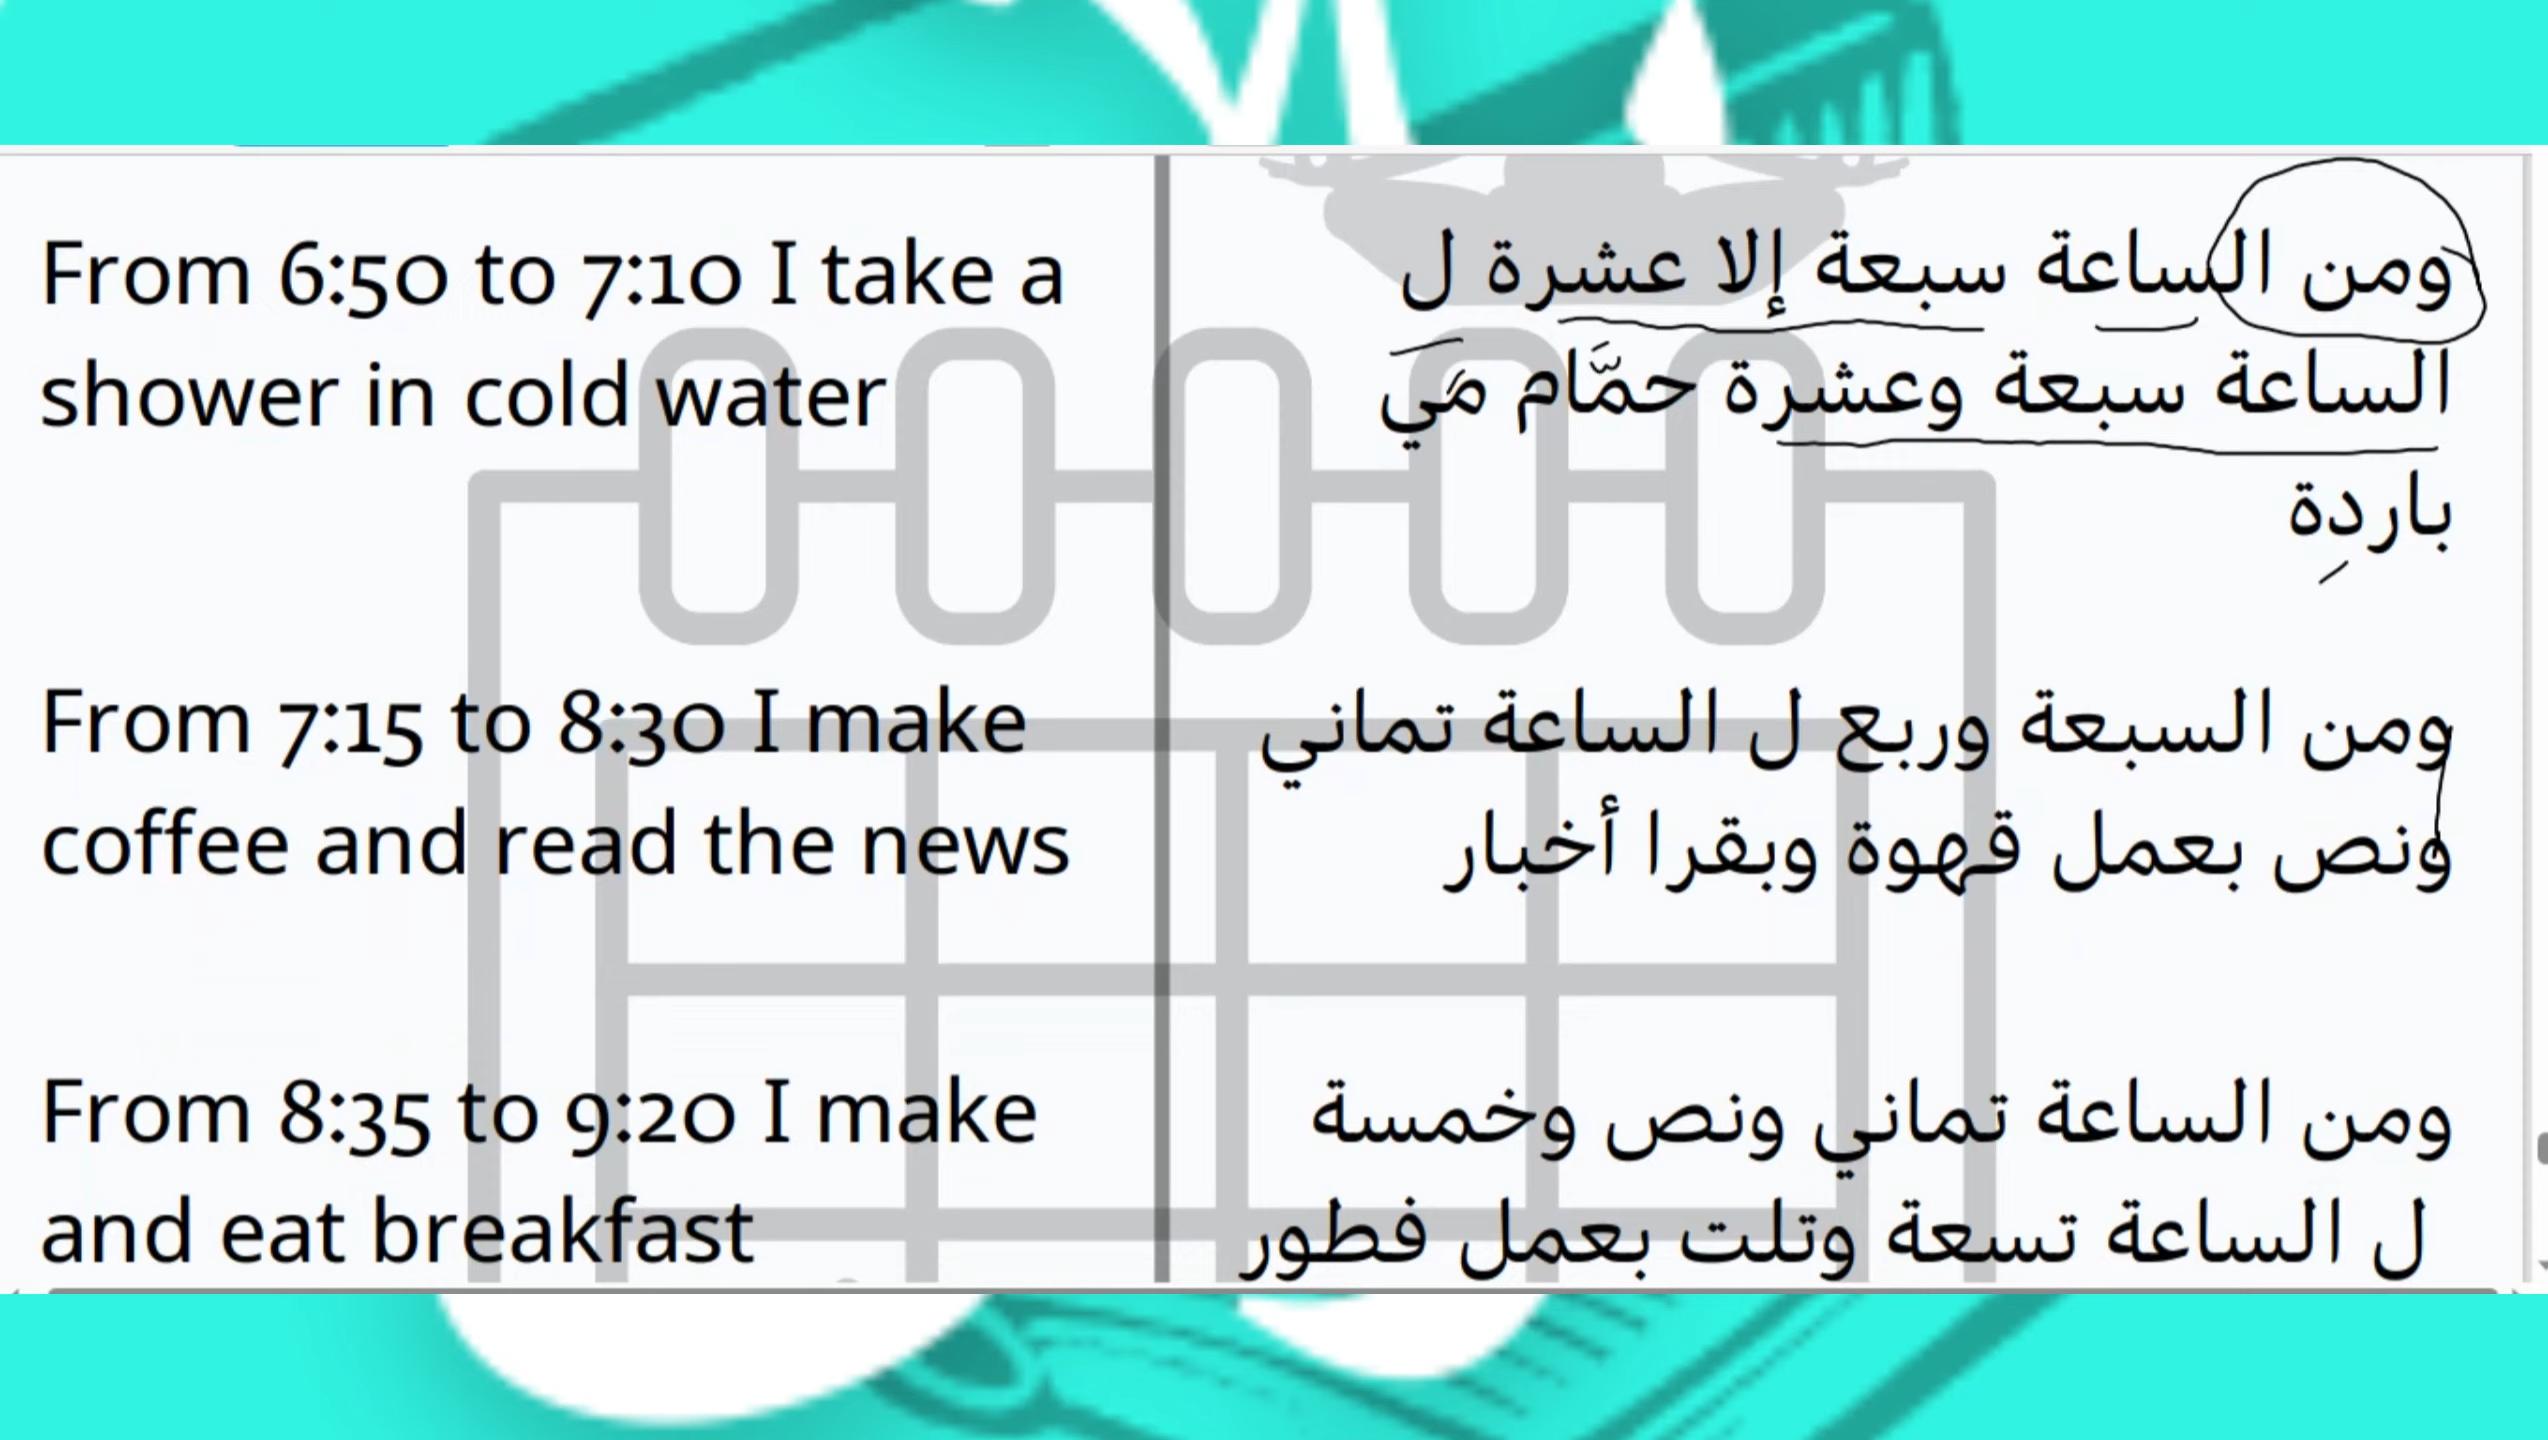 From 6:50 to 7:10 I take a
shower in cold water
ومن الساعة سبعة إلا عشرة ل
الساعة سبعة وعشرة حمَّام مَي
باردِة
From 7:15 to 8:30 I make
coffee and read the news
ومن السبعة وربع ل الساعة تماني
ونص بعمل قهوة وبقرا أخبار
From 8:35 to 9:20 I make
and eat breakfast
ومن الساعة تماني ونص وخمسة
ل الساعة تسعة وتلت بعمل فطور